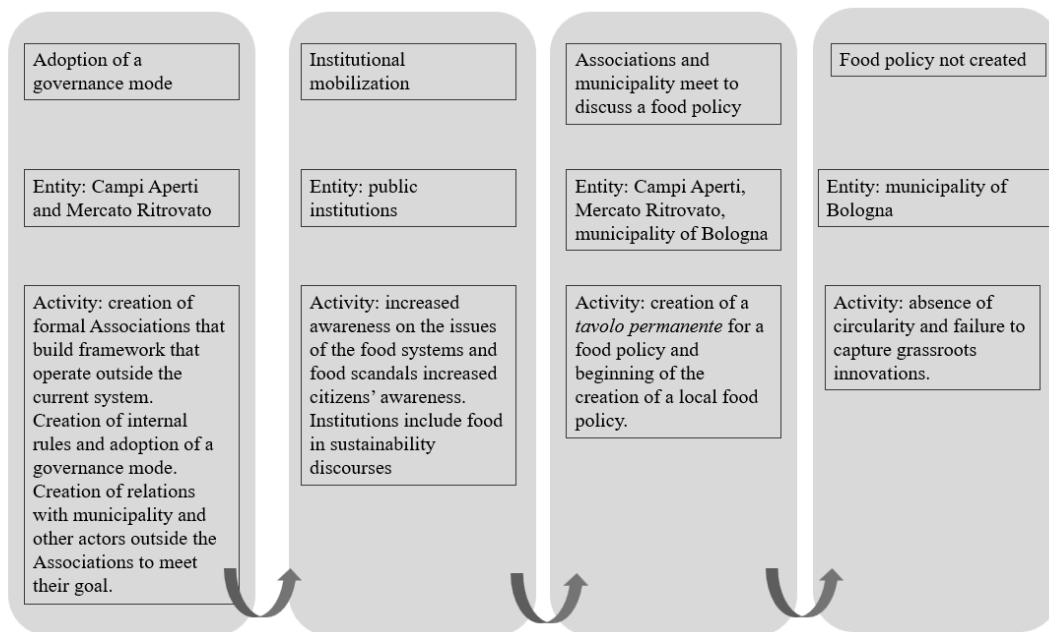 Adoption of a
governance mode
Entity: Campi Aperti
and Mercato Ritrovato
Activity: creation of
formal Associations that
build framework that
operate outside the
current system.
Creation of internal
rules and adoption of a
governance mode.
Creation of relations
with municipality and
other actors outside the
Associations to meet
their goal.
Institutional
mobilization
Entity: public
institutions
Activity: increased
awareness on the issues
of the food systems and
food scandals increased
citizens’ awareness.
Institutions include food
in sustainability
discourses
Associations and
municipality meet to
discuss a food policy
Entity: Campi Aperti,
Mercato Ritrovato,
municipality of Bologna
Activity: creation of a
tavolo permanente for a
food policy and
beginning of the
creation of a local food
policy.
Food policy not created
Entity: municipality of
Bologna
Activity: absence of
circularity and failure to
capture grassroots
innovations.